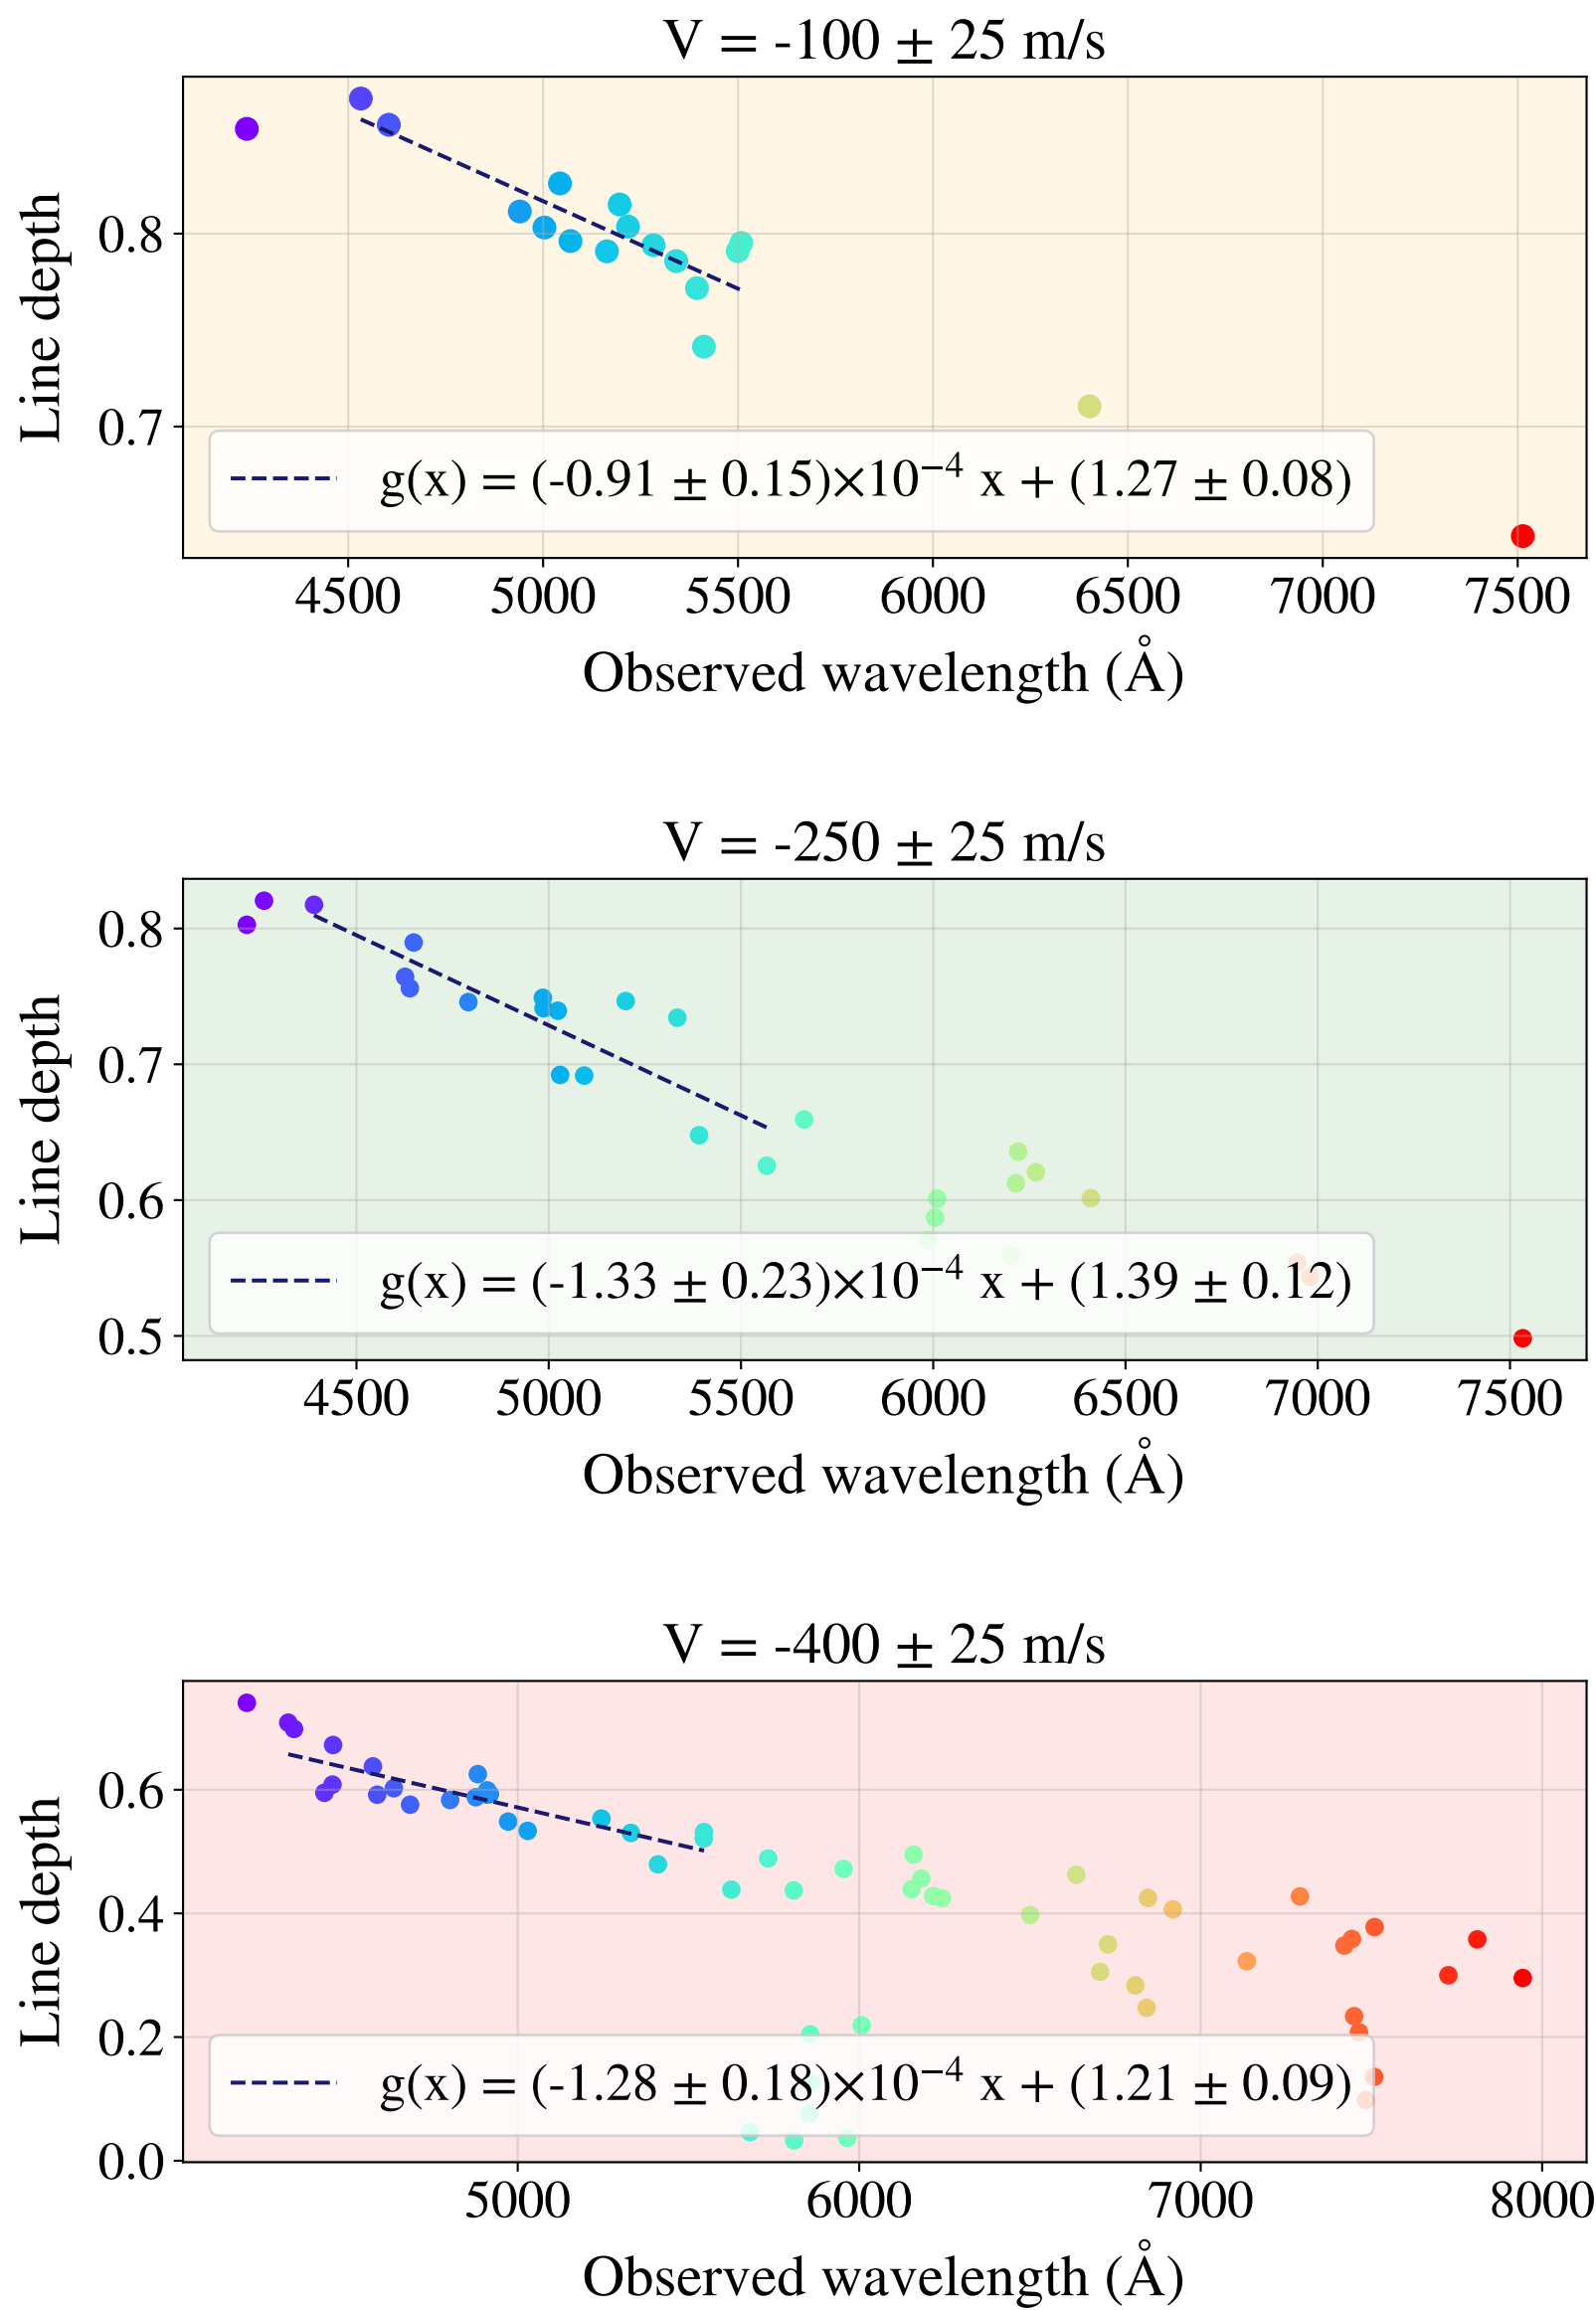 V = -100 ± 25 m/s
Line depth
0.8
0.7
g(x) = (-0.91 ± 0.15)×10⁻⁴ x + (1.27 ± 0.08)
4500 5000 5500 6000 6500 7000 7500
Observed wavelength (Å)
V = -250 ± 25 m/s
Line depth
0.8
0.7
0.6
0.5
g(x) = (-1.33 ± 0.23)×10⁻⁴ x + (1.39 ± 0.12)
4500 5000 5500 6000 6500 7000 7500
Observed wavelength (Å)
V = -400 ± 25 m/s
Line depth
0.6
0.4
0.2
0.0
g(x) = (-1.28 ± 0.18)×10⁻⁴ x + (1.21 ± 0.09)
5000 6000 7000 8000
Observed wavelength (Å)